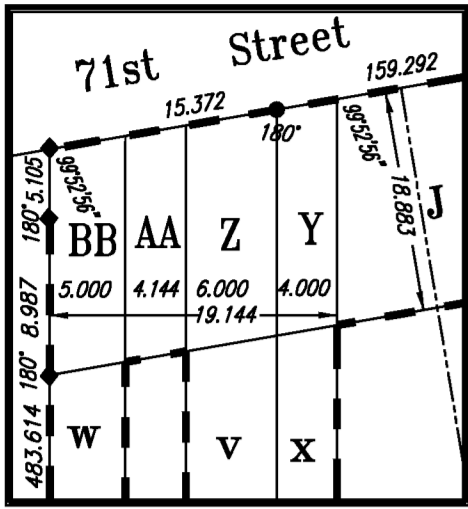 71st Street
159.292
15.372
180°
99°52'56"
99°52'56"
5.105
180°
18.883
J
BB AA Z Y
5.000 4.144 6.000 4.000
19.144
8.987
180°
483.614
w v x